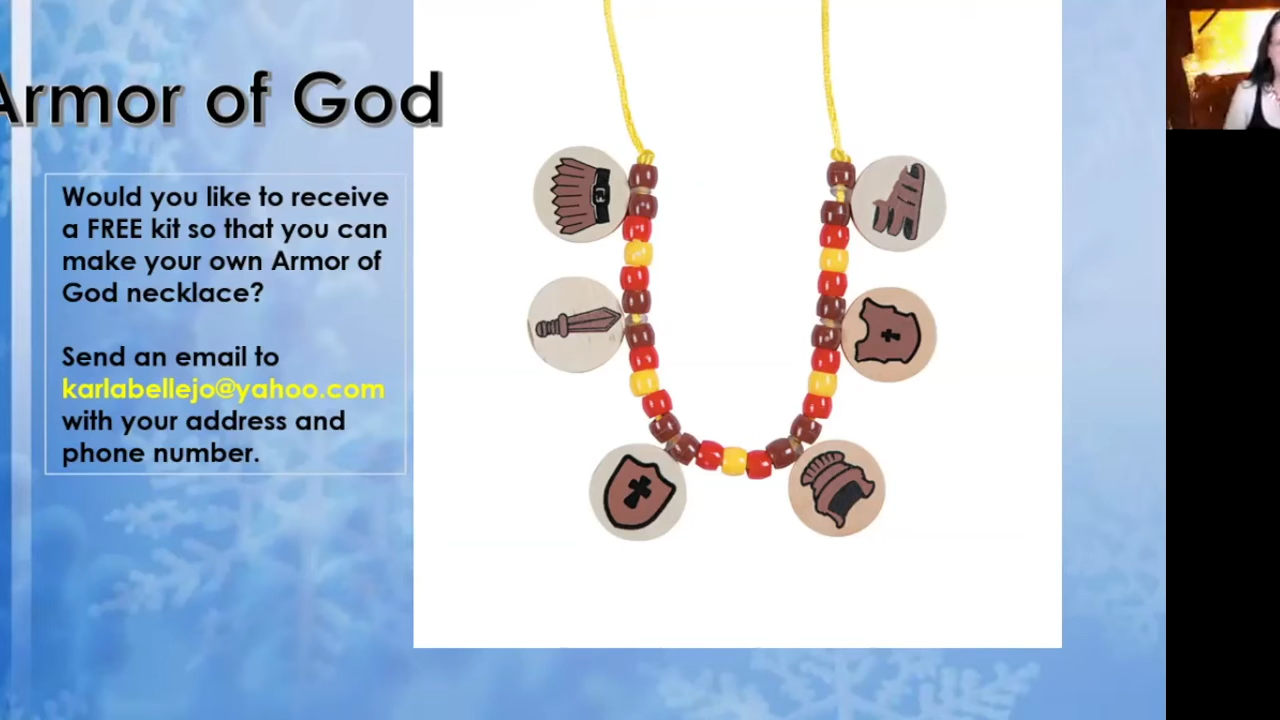 Armor of God
Would you like to receive
a FREE kit so that you can
make your own Armor of
God necklace?
Send an email to
karlabellejo@yahoo.com
with your address and
phone number.